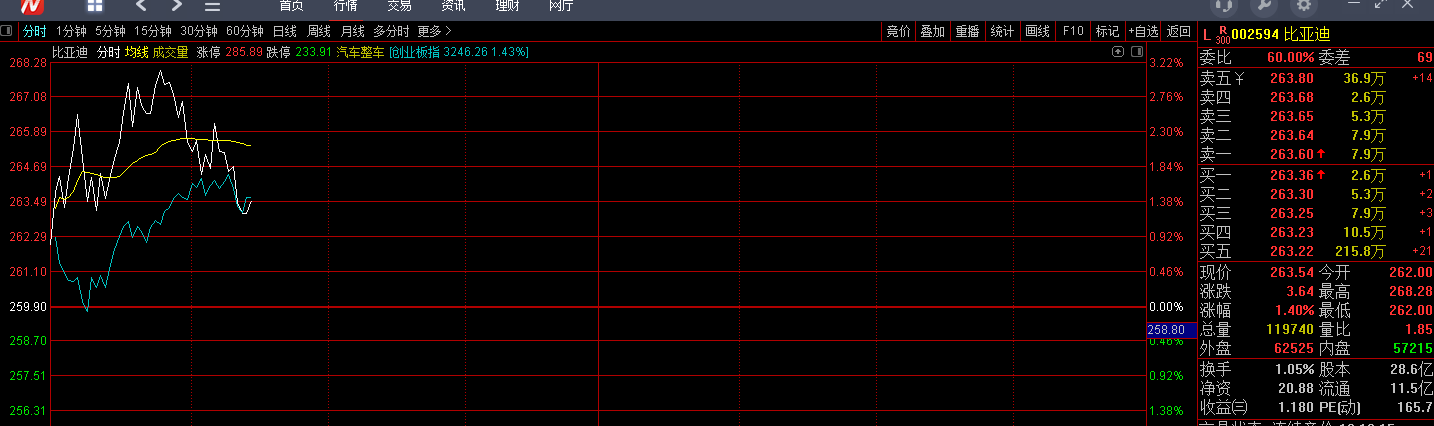 首页 行情 交易 资讯 理财 网厅
分时 1分钟 5分钟 15分钟 30分钟 60分钟 日线 周线 月线 多分时 更多 竞价 叠加 重播 统计 画线 F10 标记 +自选 返回
比亚迪 分时 均线 成交量 涨停 285.89 跌停 233.91 汽车整车 [创业板指 3246.26 1.43%]
268.28 3.22%
267.08 2.76%
265.89 2.30%
264.69 1.84%
263.49 1.38%
262.29 0.92%
261.10 0.46%
259.90 0.00%
258.80
258.70 0.46%
257.51 0.92%
256.31 1.38%
L R 300 002594 比亚迪
委比 60.00% 委差 69
卖五 ¥ 263.80 36.9万 +14
卖四 263.68 2.6万
卖三 263.65 5.3万
卖二 263.64 7.9万
卖一 263.60 7.9万
买一 263.36 2.6万 +1
买二 263.30 5.3万 +2
买三 263.25 7.9万 +3
买四 263.23 10.5万 +1
买五 263.22 215.8万 +21
现价 263.54 今开 262.00
涨跌 3.64 最高 268.28
涨幅 1.40% 最低 262.00
总量 119740 量比 1.85
外盘 62525 内盘 57215
换手 1.05% 股本 28.6亿
净资 20.88 流通 11.5亿
收益㈢ 1.180 PE(动) 165.7